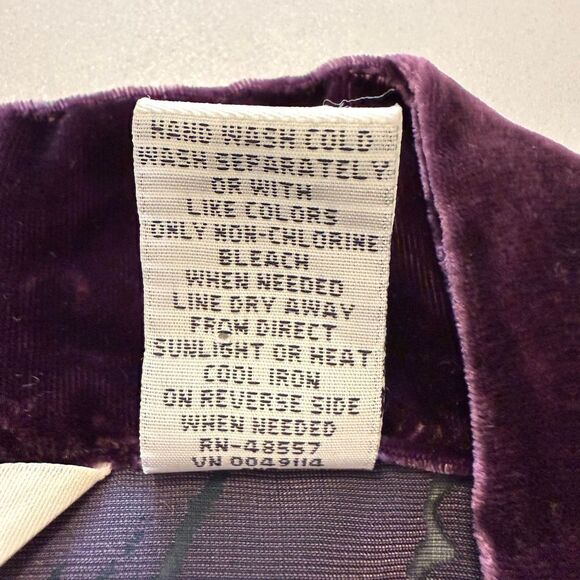 HAND WASH COLD
WASH SEPARATELY
OR WITH
LIKE COLORS
ONLY NON-CHLORINE
BLEACH
WHEN NEEDED
LINE DRY AWAY
FROM DIRECT
SUNLIGHT OR HEAT
COOL IRON
ON REVERSE SIDE
WHEN NEEDED
RN-48557
VN 0049114